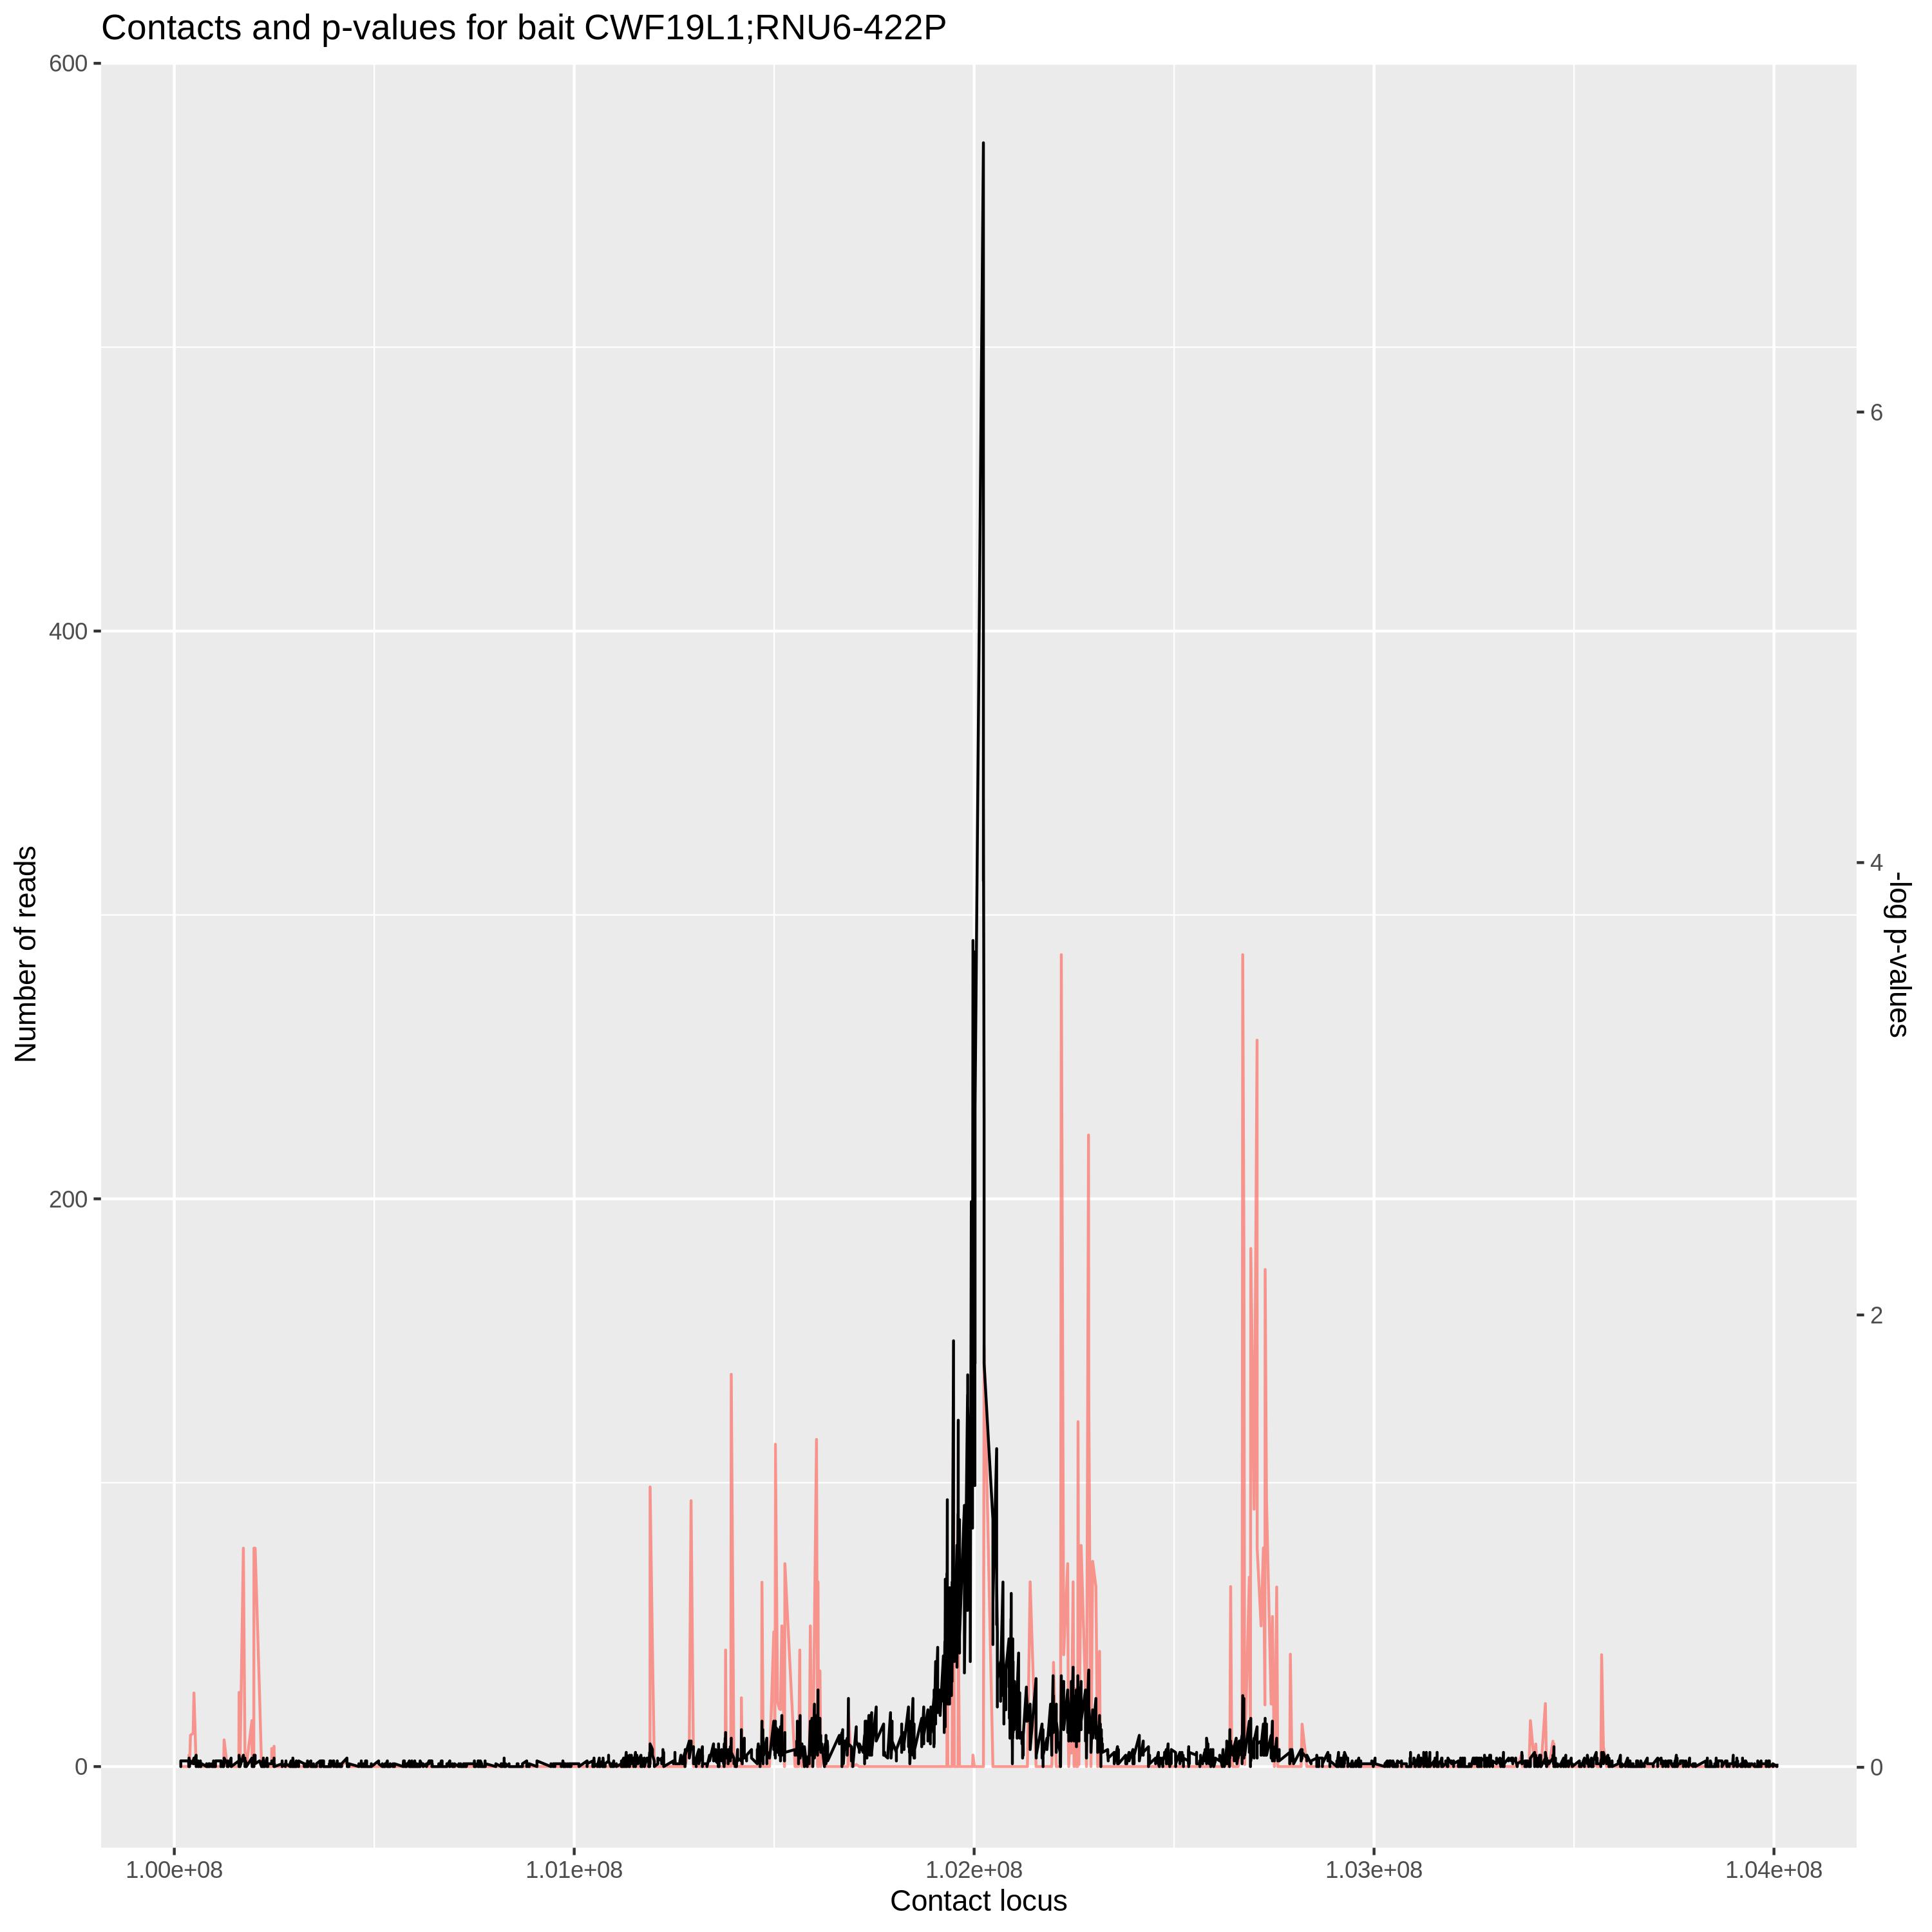 Contacts and p-values for bait CWF19L1;RNU6-422P
600
400
200
0
Number of reads
6
4
2
0
-log p-values
1.00e+08 1.01e+08 1.02e+08 1.03e+08 1.04e+08
Contact locus